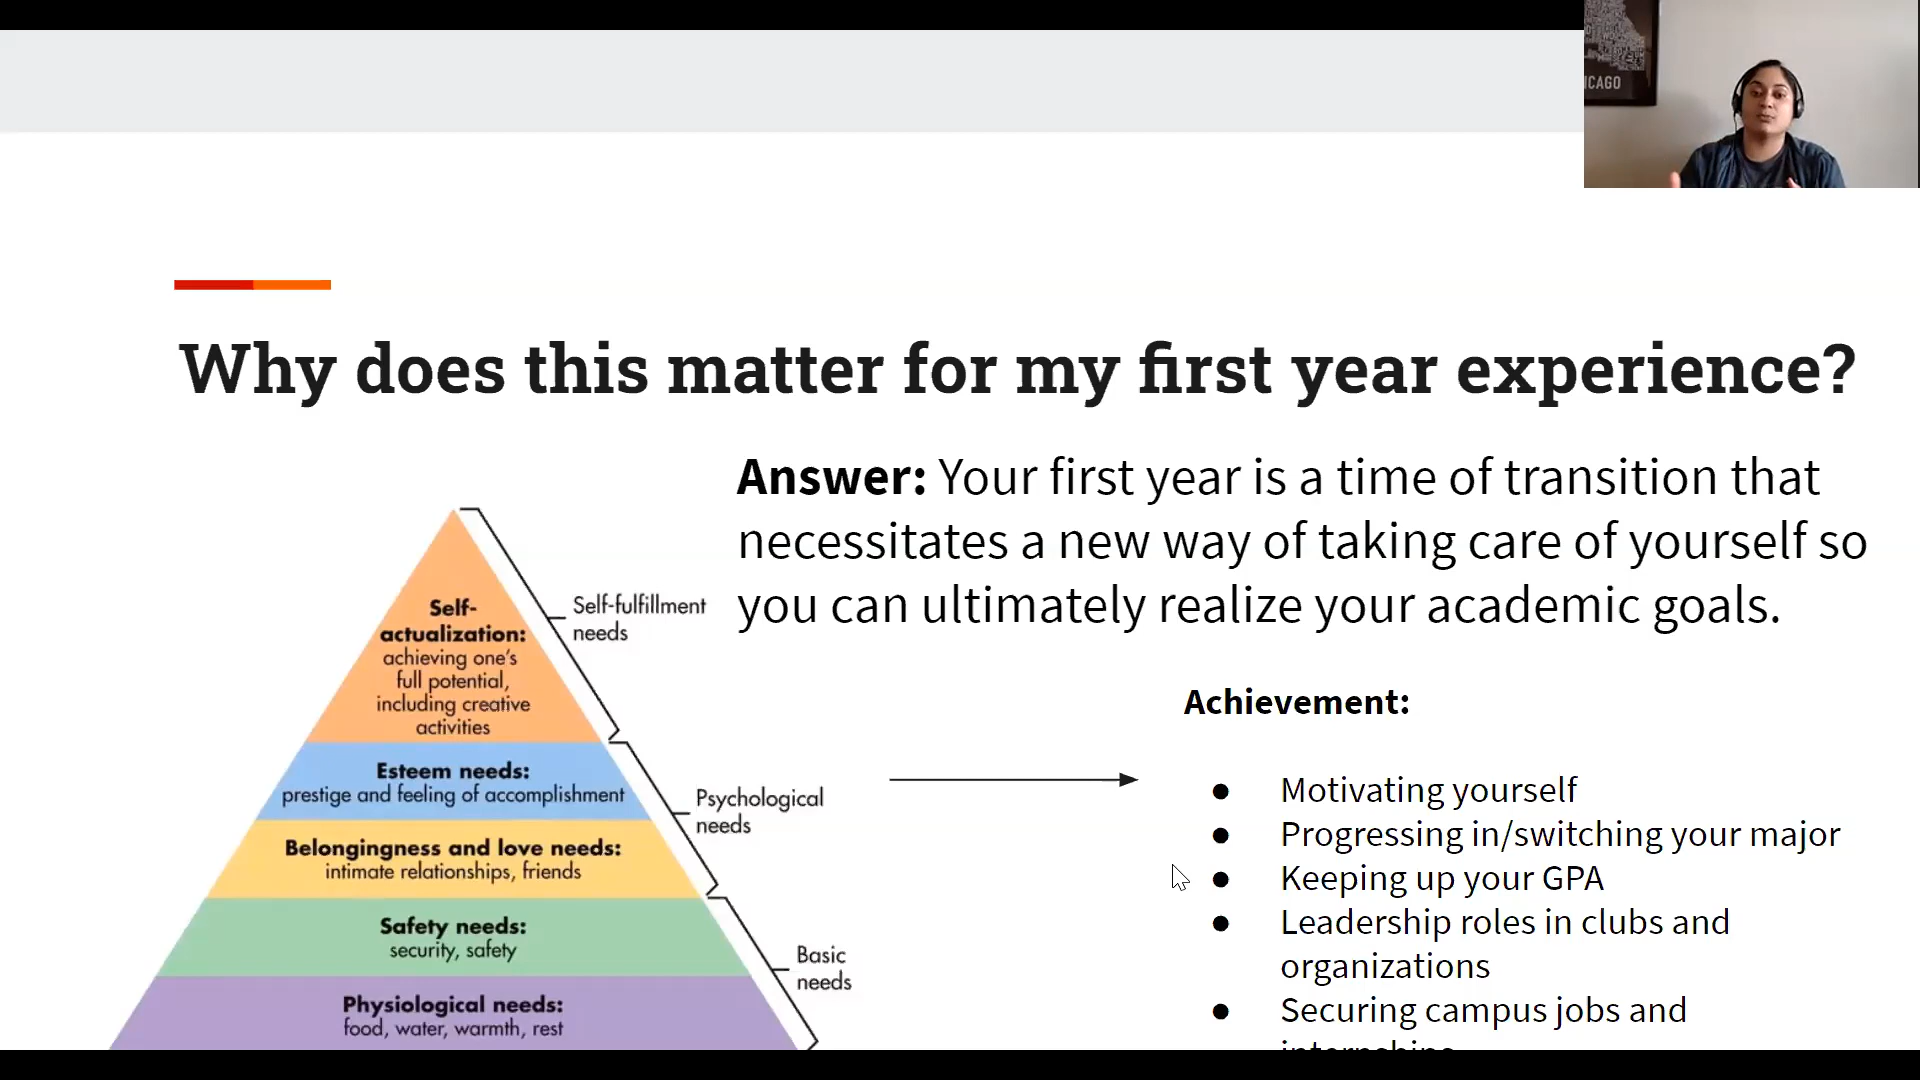 ICAGO
Why does this matter for my first year experience?
Answer: Your first year is a time of transition that
necessitates a new way of taking care of yourself so
you can ultimately realize your academic goals.
Self-
actualization:
achieving one's
full potential,
including creative
activities
Self-fulfillment
needs
Esteem needs:
prestige and feeling of accomplishment
Psychological
needs
Belongingness and love needs:
intimate relationships, friends
Safety needs:
security, safety
Basic
needs
Physiological needs:
food, water, warmth, rest
Achievement:
● Motivating yourself
● Progressing in/switching your major
● Keeping up your GPA
● Leadership roles in clubs and
organizations
● Securing campus jobs and
internships